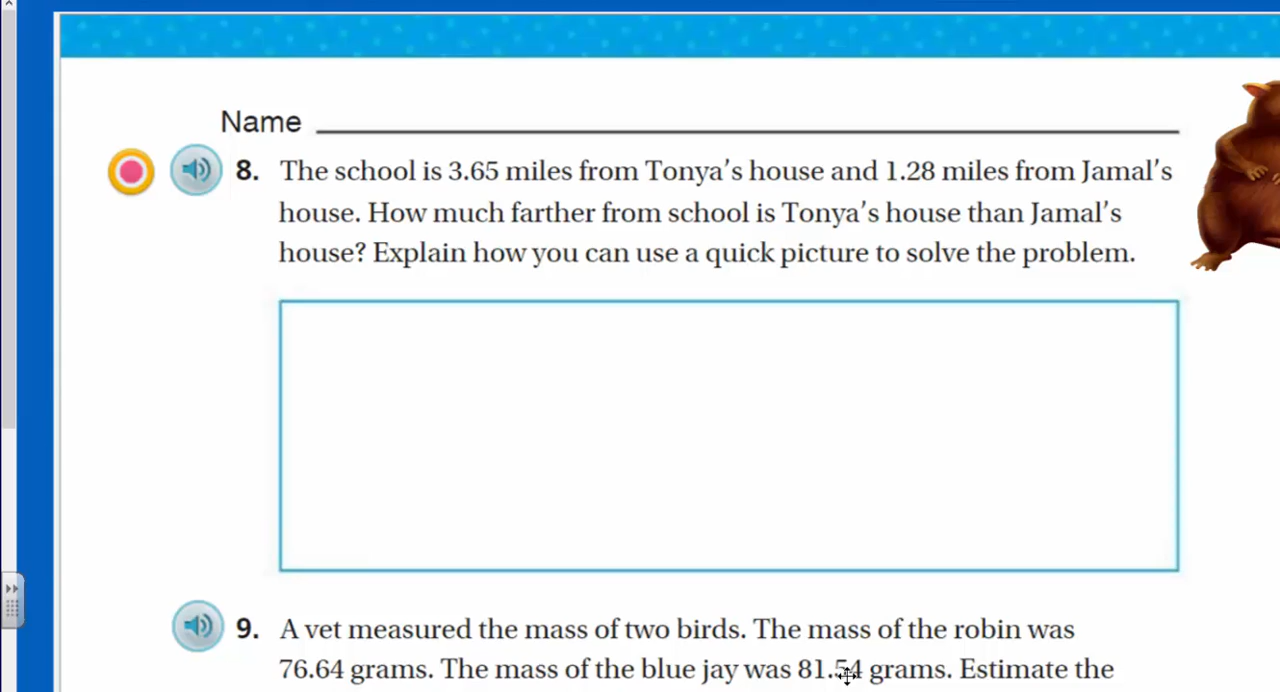 Name
8. The school is 3.65 miles from Tonya's house and 1.28 miles from Jamal's
house. How much farther from school is Tonya's house than Jamal's
house? Explain how you can use a quick picture to solve the problem.
9. A vet measured the mass of two birds. The mass of the robin was
76.64 grams. The mass of the blue jay was 81.54 grams. Estimate the